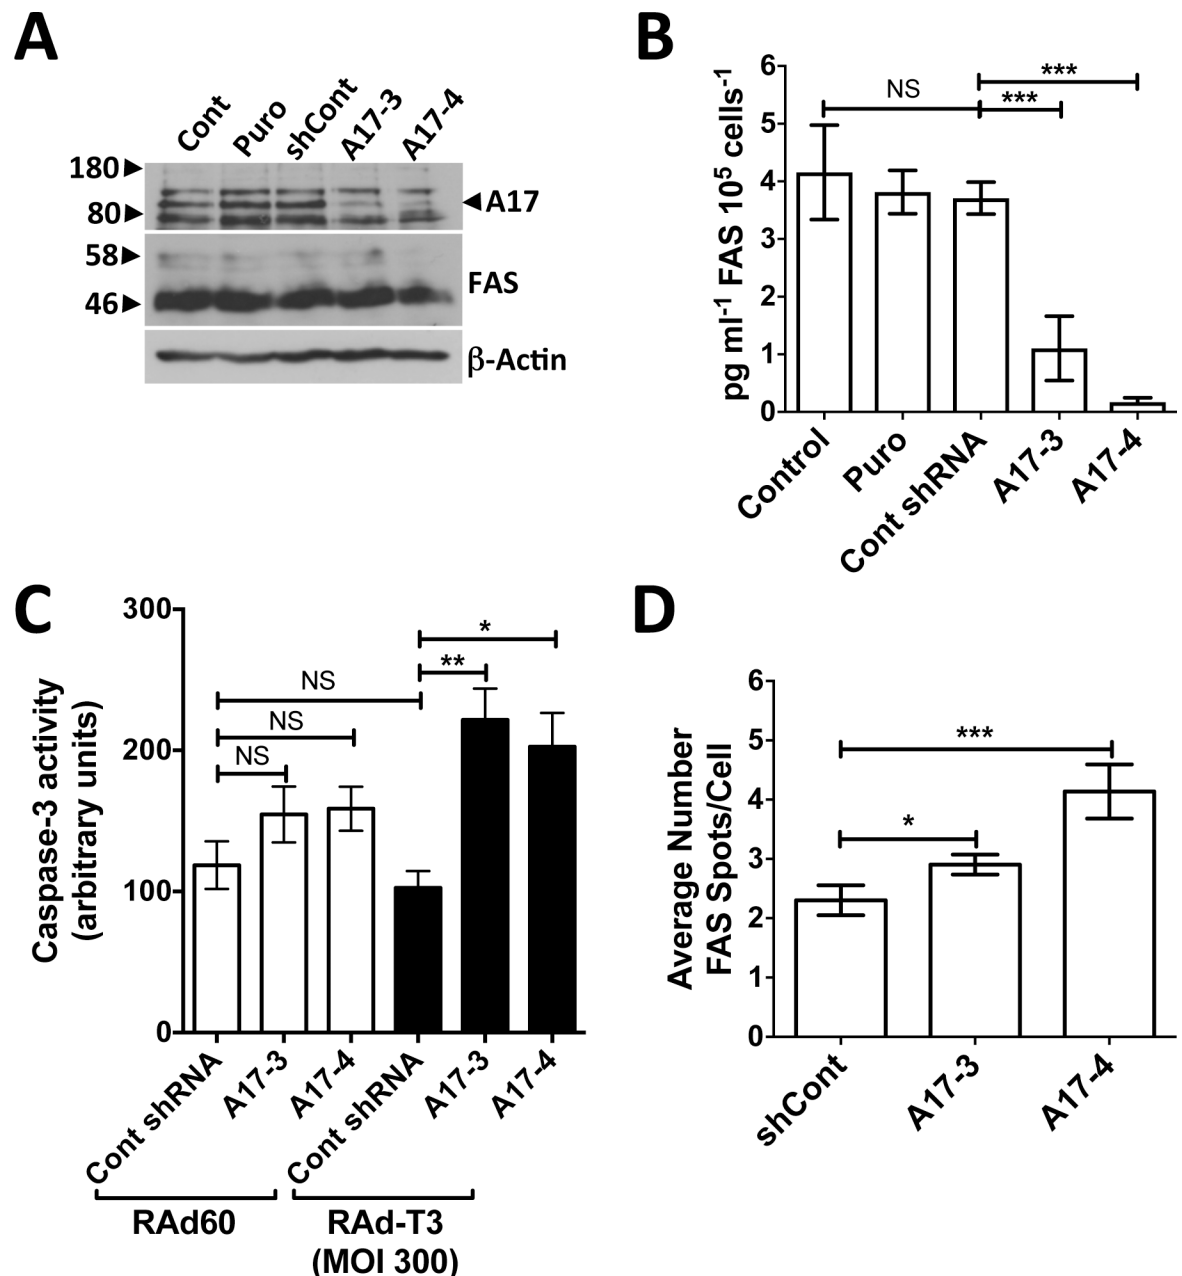 A
Cont
Puro
shCont
A17-3
A17-4
180
80
A17
58
46
FAS
β-Actin
B
pg ml-1 FAS 10^5 cells-1
6
5
4
3
2
1
0
NS
***
***
Control
Puro
Cont shRNA
A17-3
A17-4
C
Caspase-3 activity
(arbitrary units)
300
200
100
0
NS
NS
NS
**
*
Cont shRNA
A17-3
A17-4
Cont shRNA
A17-3
A17-4
RAd60
RAd-T3
(MOI 300)
D
Average Number
FAS Spots/Cell
6
5
4
3
2
1
0
*
***
shCont
A17-3
A17-4